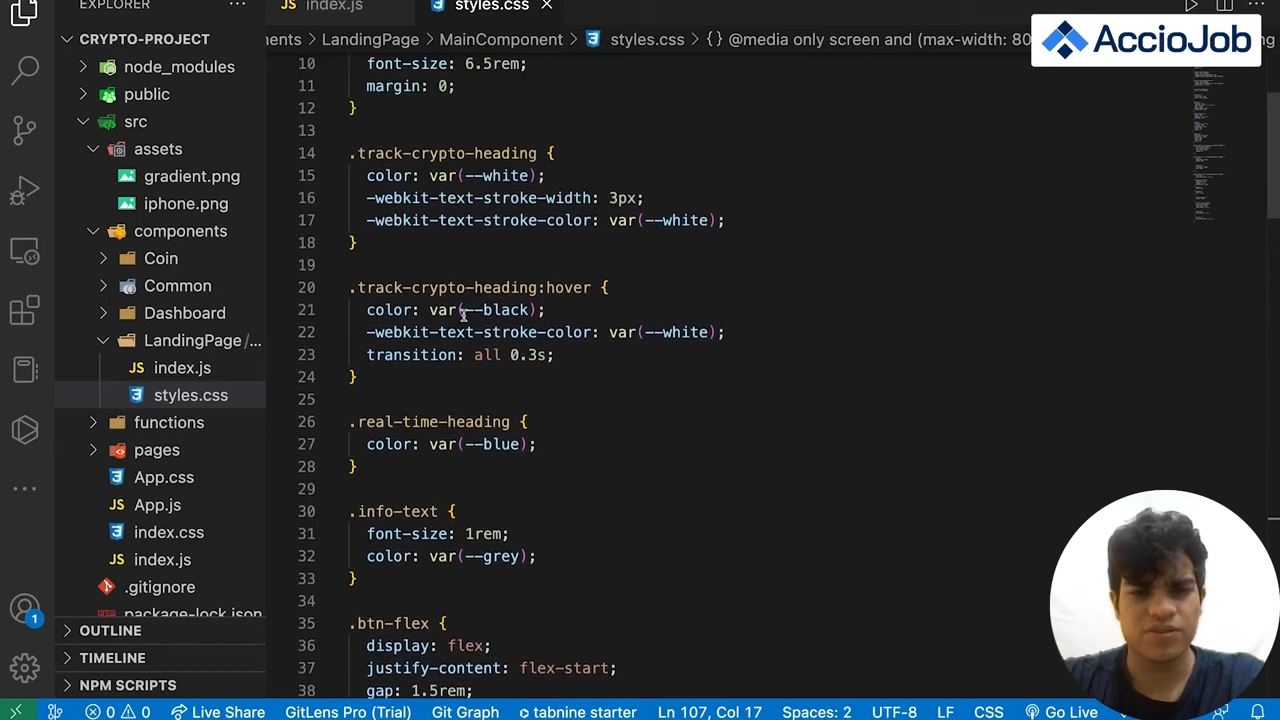 EXPLORER
CRYPTO-PROJECT
node_modules
public
src
assets
gradient.png
iphone.png
components
Coin
Common
Dashboard
LandingPage/...
index.js
styles.css
functions
pages
App.css
App.js
index.css
index.js
.gitignore
package-lock.json
OUTLINE
TIMELINE
NPM SCRIPTS
index.js
styles.css
nents > LandingPage > MainComponent > styles.css > {} @media only screen and (max-width: 80
AccioJob
10 font-size: 6.5rem;
11 margin: 0;
12 }
13
14 .track-crypto-heading {
15 color: var(--white);
16 -webkit-text-stroke-width: 3px;
17 -webkit-text-stroke-color: var(--white);
18 }
19
20 .track-crypto-heading:hover {
21 color: var(--black);
22 -webkit-text-stroke-color: var(--white);
23 transition: all 0.3s;
24 }
25
26 .real-time-heading {
27 color: var(--blue);
28 }
29
30 .info-text {
31 font-size: 1rem;
32 color: var(--grey);
33 }
34
35 .btn-flex {
36 display: flex;
37 justify-content: flex-start;
38 gap: 1.5rem;
1
0 0 Live Share GitLens Pro (Trial) Git Graph tabnine starter Ln 107, Col 17 Spaces: 2 UTF-8 LF CSS Go Live